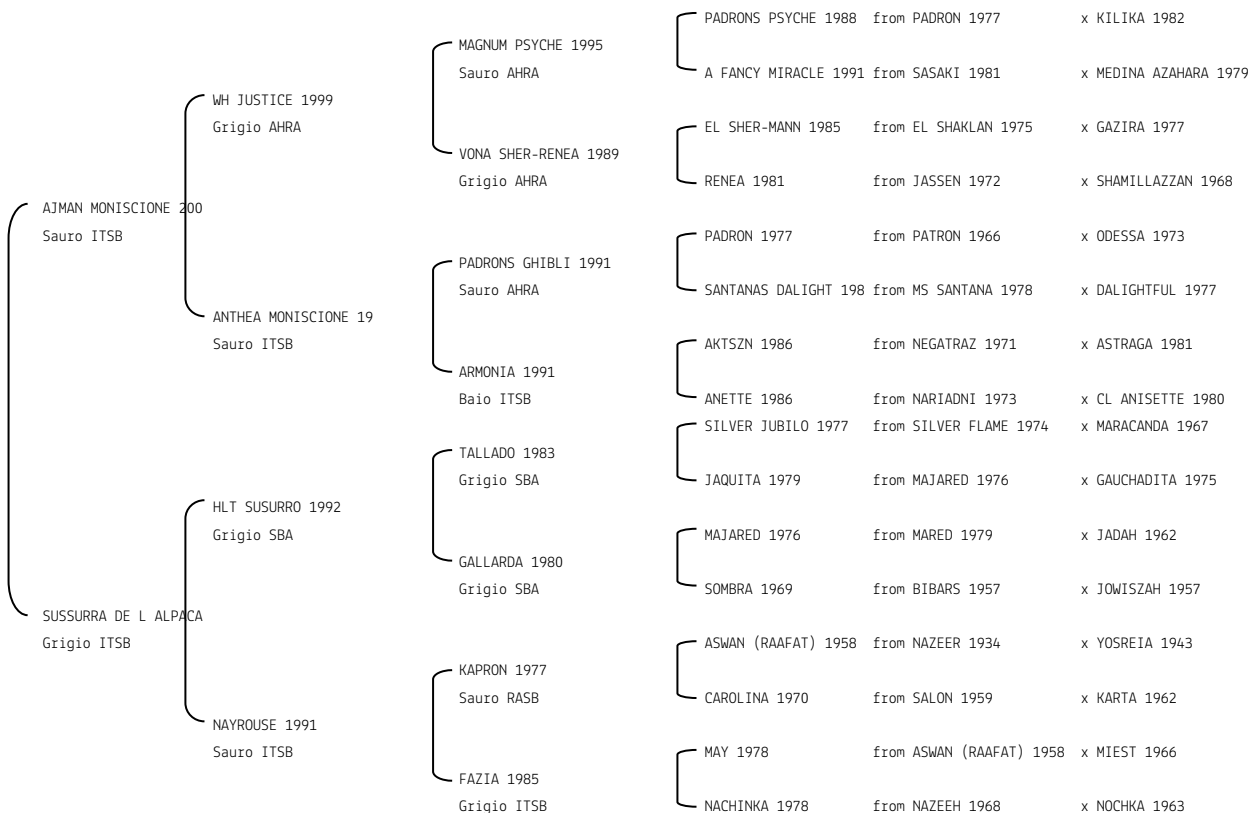 PADRONS PSYCHE 1988 from PADRON 1977 x KILIKA 1982
MAGNUM PSYCHE 1995
Sauro AHRA
A FANCY MIRACLE 1991 from SASAKI 1981 x MEDINA AZAHARA 1979
WH JUSTICE 1999
Grigio AHRA
EL SHER-MANN 1985 from EL SHAKLAN 1975 x GAZIRA 1977
VONA SHER-RENEA 1989
Grigio AHRA
RENEA 1981 from JASSEN 1972 x SHAMILLAZZAN 1968
AJMAN MONISCIONE 200
Sauro ITSB
PADRON 1977 from PATRON 1966 x ODESSA 1973
PADRONS GHIBLI 1991
Sauro AHRA
SANTANAS DALIGHT 198 from MS SANTANA 1978 x DALIGHTFUL 1977
ANTHEA MONISCIONE 19
Sauro ITSB
AKTSZN 1986 from NEGATRAZ 1971 x ASTRAGA 1981
ARMONIA 1991
Baio ITSB
ANETTE 1986 from NARIADNI 1973 x CL ANISETTE 1980
SILVER JUBILO 1977 from SILVER FLAME 1974 x MARACANDA 1967
TALLADO 1983
Grigio SBA
JAQUITA 1979 from MAJARED 1976 x GAUCHADITA 1975
HLT SUSURRO 1992
Grigio SBA
MAJARED 1976 from MARED 1979 x JADAH 1962
GALLARDA 1980
Grigio SBA
SOMBRA 1969 from BIBARS 1957 x JOWISZAH 1957
SUSSURRA DE L ALPACA
Grigio ITSB
ASWAN (RAAFAT) 1958 from NAZEER 1934 x YOSREIA 1943
KAPRON 1977
Sauro RASB
CAROLINA 1970 from SALON 1959 x KARTA 1962
NAYROUSE 1991
Sauro ITSB
MAY 1978 from ASWAN (RAAFAT) 1958 x MIEST 1966
FAZIA 1985
Grigio ITSB
NACHINKA 1978 from NAZEEH 1968 x NOCHKA 1963